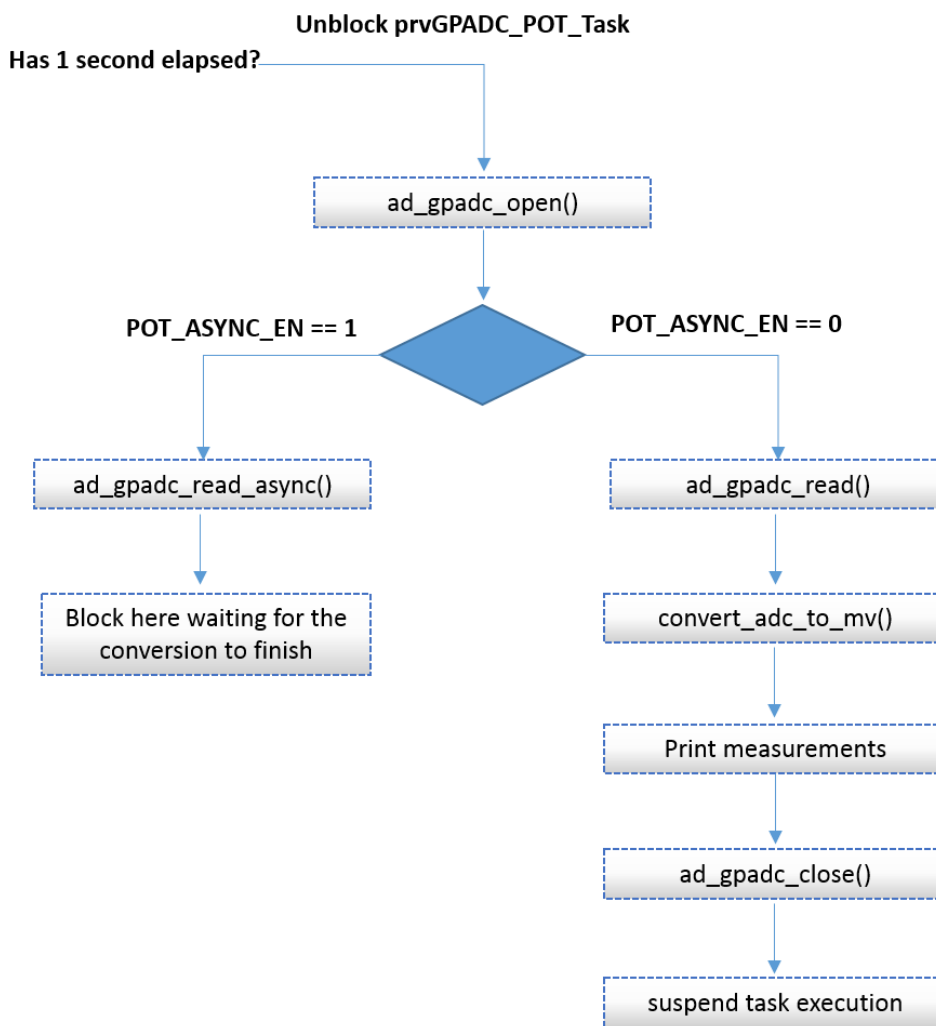 Unblock prvGPADC_POT_Task
Has 1 second elapsed?
ad_gpadc_open()
POT_ASYNC_EN == 1
POT_ASYNC_EN == 0
ad_gpadc_read_async()
ad_gpadc_read()
Block here waiting for the
conversion to finish
convert_adc_to_mv()
Print measurements
ad_gpadc_close()
suspend task execution